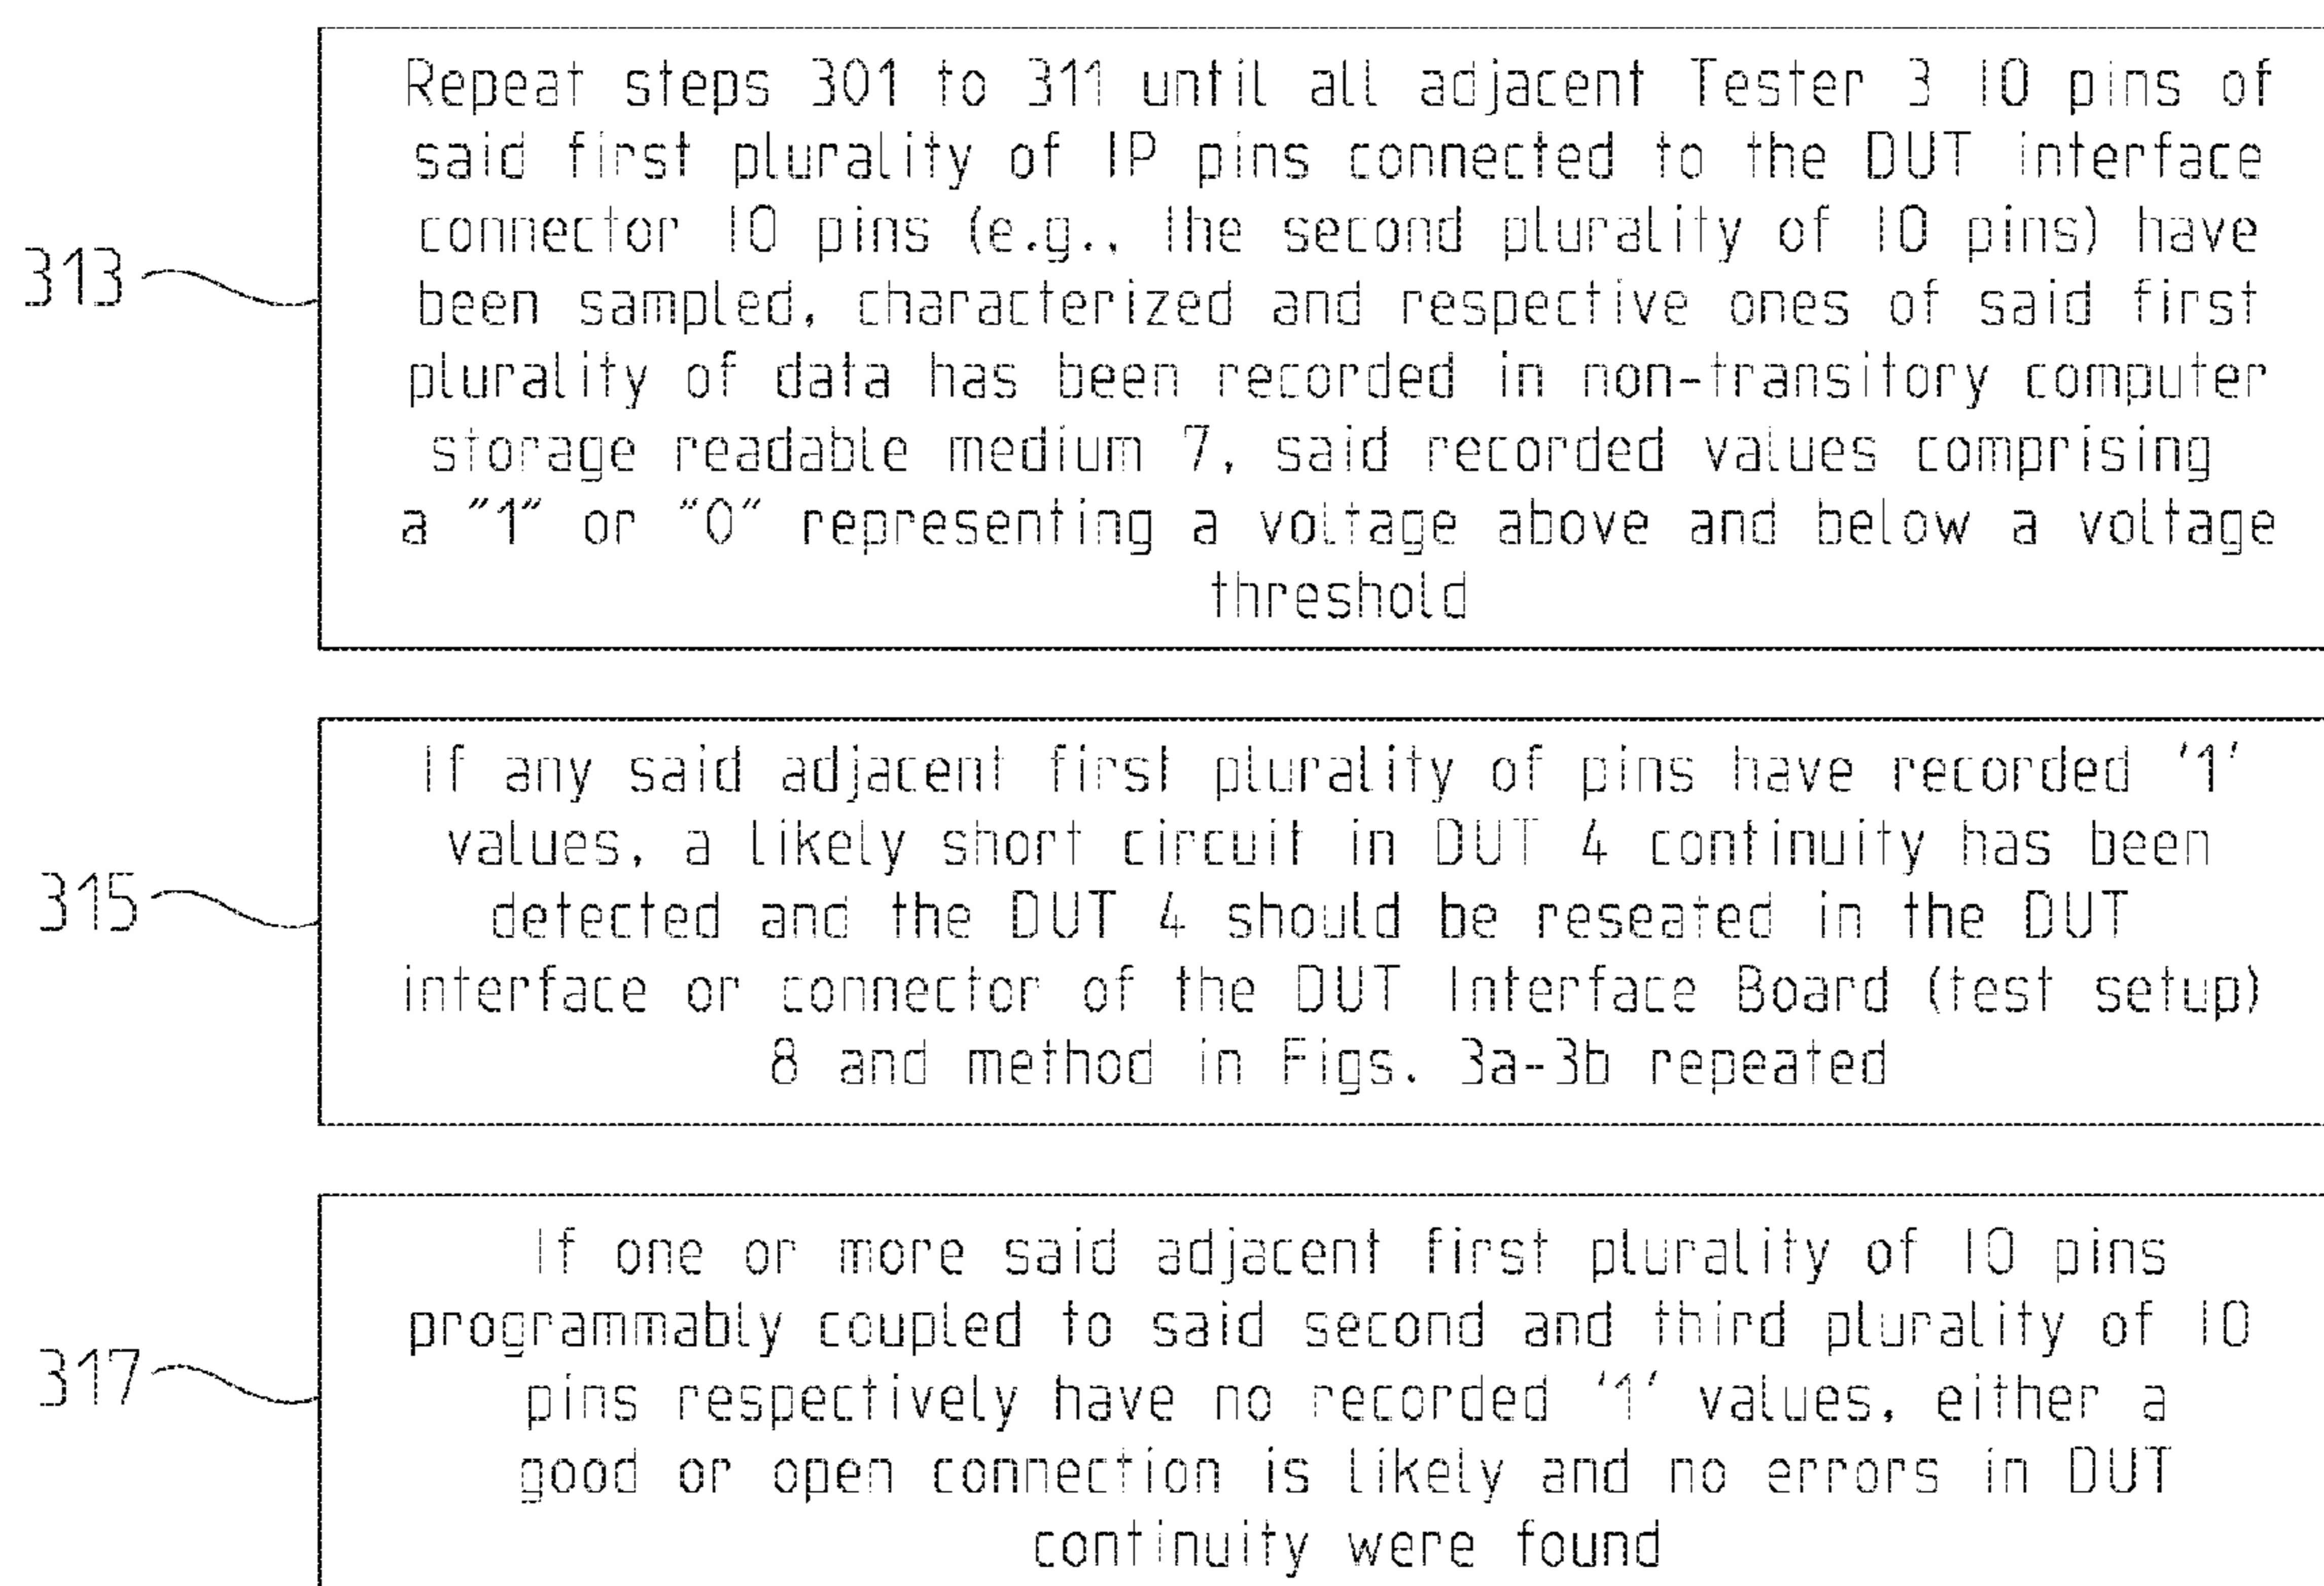 Repeat steps 301 to 311 until all adjacent Tester 3 IO pins of
said first plurality of IP pins connected to the DUT interface
connector IO pins (e.g., the second plurality of IO pins) have
313
been sampled, characterized and respective ones of said first
plurality of data has been recorded in non-transitory computer
storage readable medium 7, said recorded values comprising
a "1" or "0" representing a voltage above and below a voltage
threshold
If any said adjacent first plurality of pins have recorded '1'
values, a likely short circuit in DUT 4 continuity has been
315
detected and the DUT 4 should be reseated in the DUT
interface or connector of the DUT Interface Board (test setup)
8 and method in Figs. 3a-3b repeated
If one or more said adjacent first plurality of IO pins
programmably coupled to said second and third plurality of IO
317
pins respectively have no recorded '1' values, either a
good or open connection is likely and no errors in DUT
continuity were found